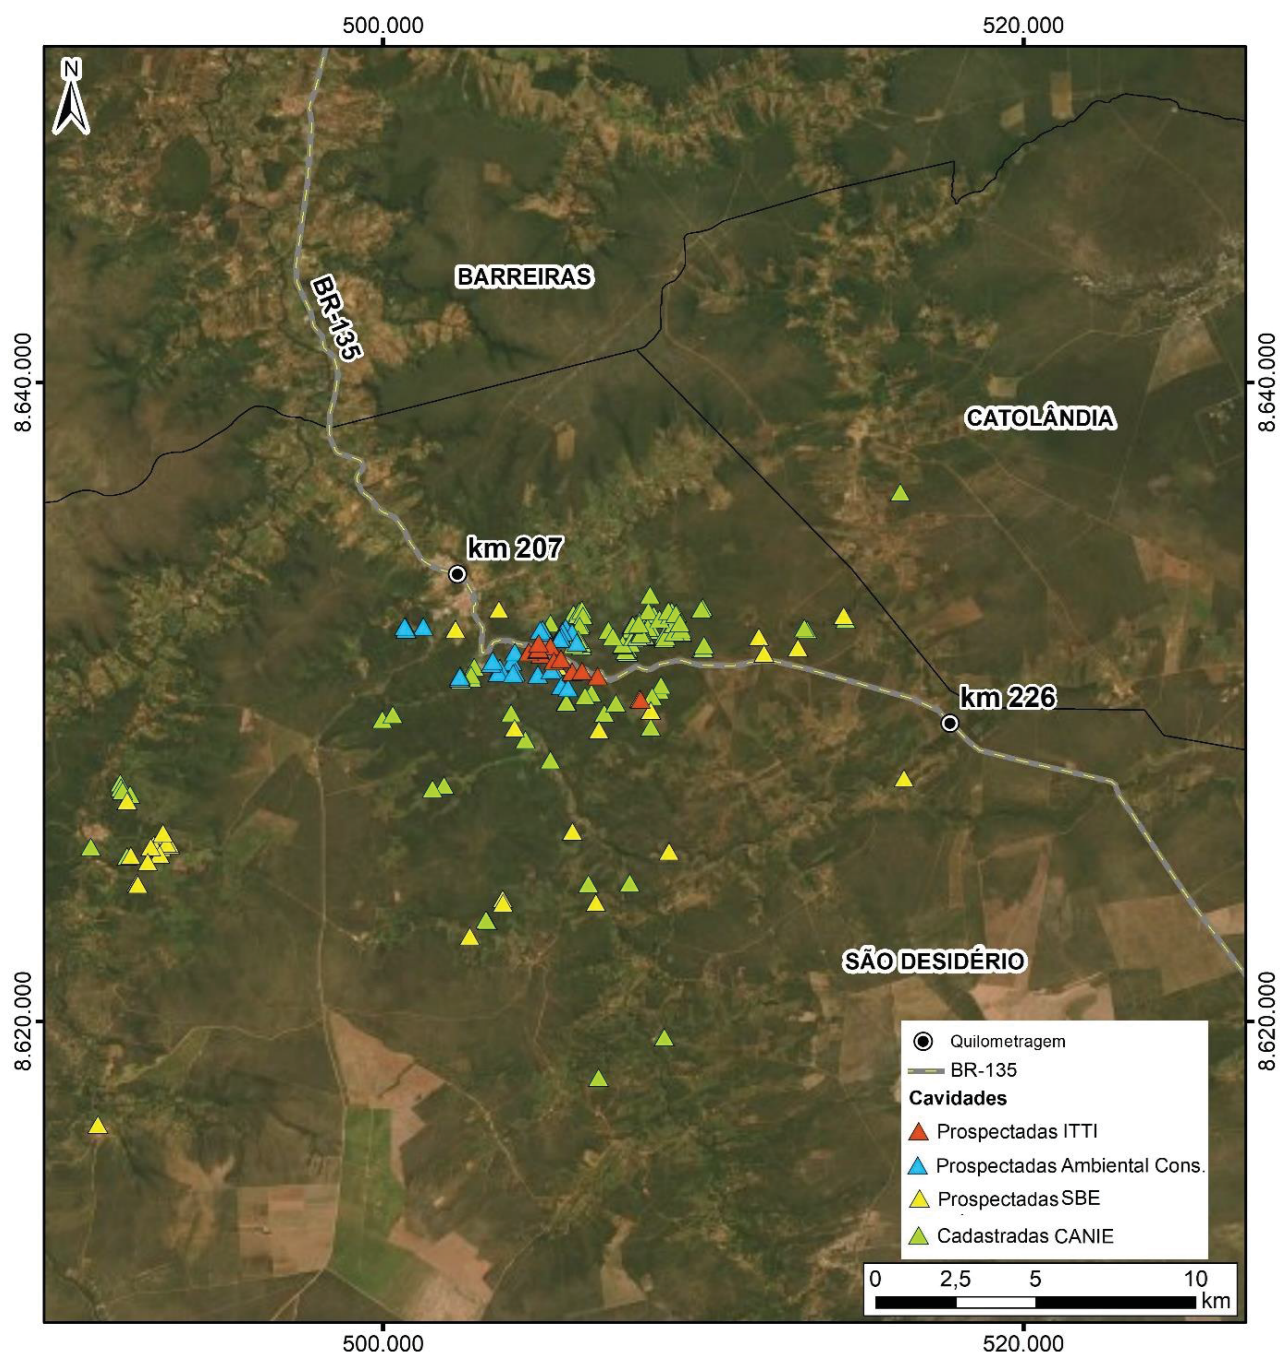 500.000
520.000
N
BARREIRAS
BR-135
8.640.000
8.640.000
CATOLÂNDIA
km 207
km 226
SÃO DESIDÉRIO
8.620.000
8.620.000
Quilometragem
BR-135
Cavidades
Prospectadas ITTI
Prospectadas Ambiental Cons.
Prospectadas SBE
Cadastradas CANIE
0 2,5 5 10
km
500.000
520.000